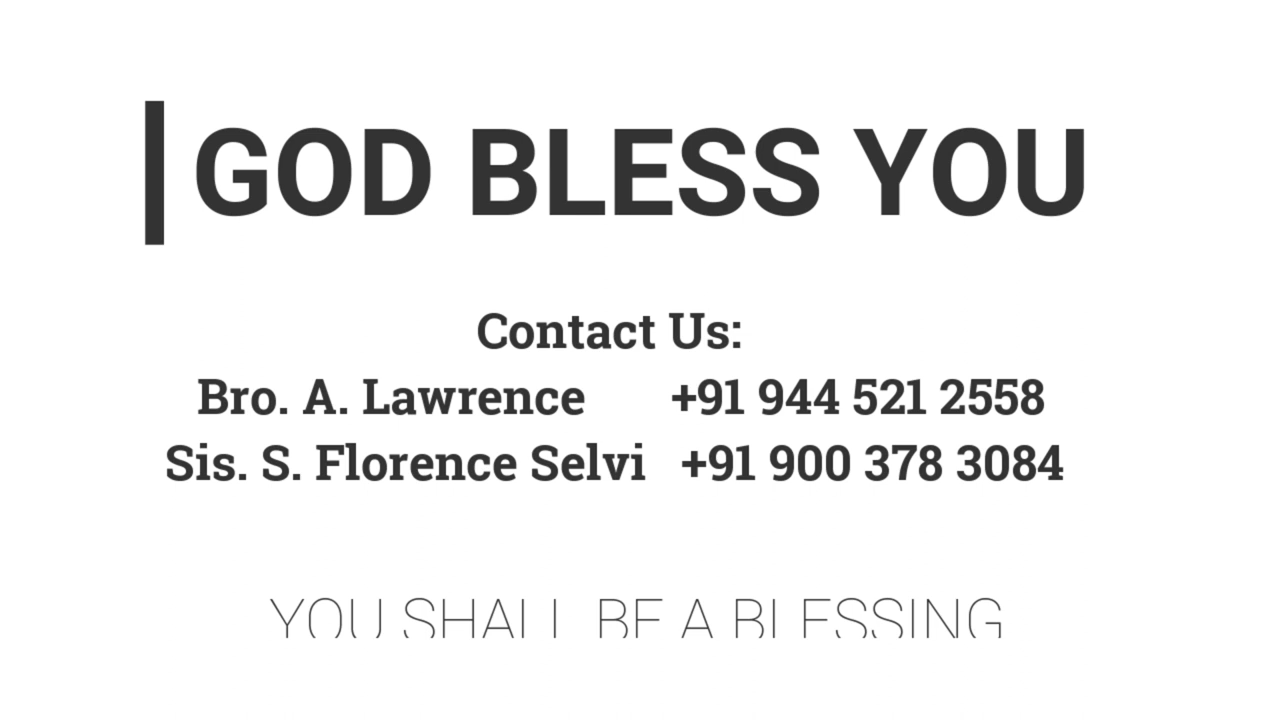 GOD BLESS YOU
Contact Us:
Bro. A. Lawrence +91 944 521 2558
Sis. S. Florence Selvi +91 900 378 3084
YOU SHALL BE A BLESSING